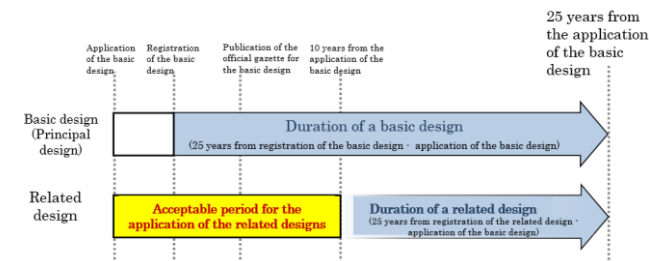 25 years from
the application
of the basic
design
Application
of the basic
design
Registration
of the basic
design
Publication of the
official gazette for
the basic design
10 years from the
application of the
basic design
Basic design
(Principal
design)
Duration of a basic design
(25 years from registration of the basic design・ application of the basic design)
Related
design
Acceptable period for the
application of the related designs
Duration of a related design
(25 years from registration of the related design・
application of the basic design)